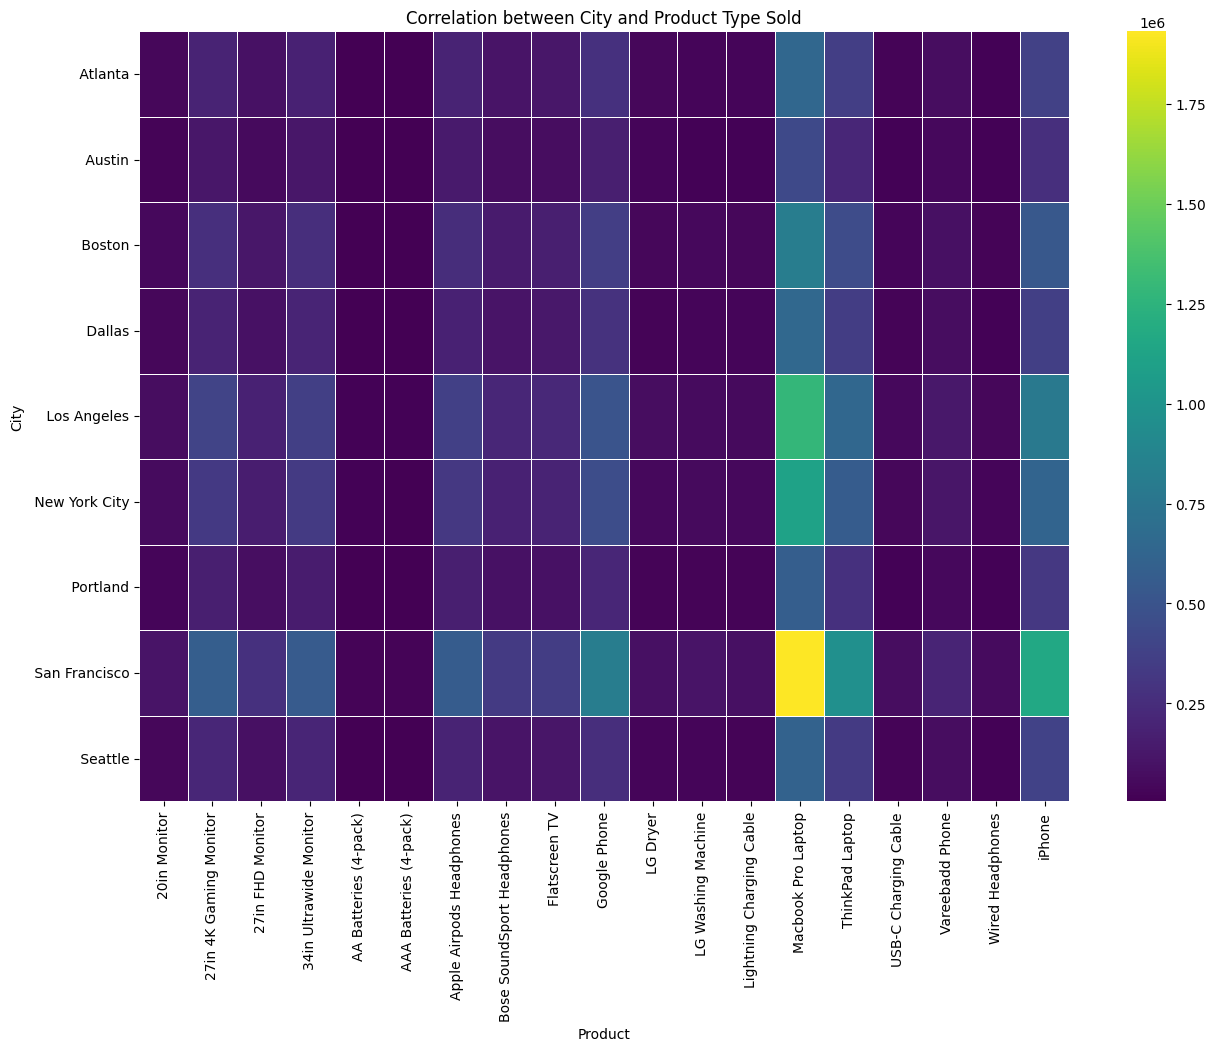 Correlation between City and Product Type Sold
1e6
Atlanta
Austin
Boston
Dallas
Los Angeles
New York City
Portland
San Francisco
Seattle
City
1.75
1.50
1.25
1.00
0.75
0.50
0.25
20in Monitor
27in 4K Gaming Monitor
27in FHD Monitor
34in Ultrawide Monitor
AA Batteries (4-pack)
AAA Batteries (4-pack)
Apple Airpods Headphones
Bose SoundSport Headphones
Flatscreen TV
Google Phone
LG Dryer
LG Washing Machine
Lightning Charging Cable
Macbook Pro Laptop
ThinkPad Laptop
USB-C Charging Cable
Vareebadd Phone
Wired Headphones
iPhone
Product